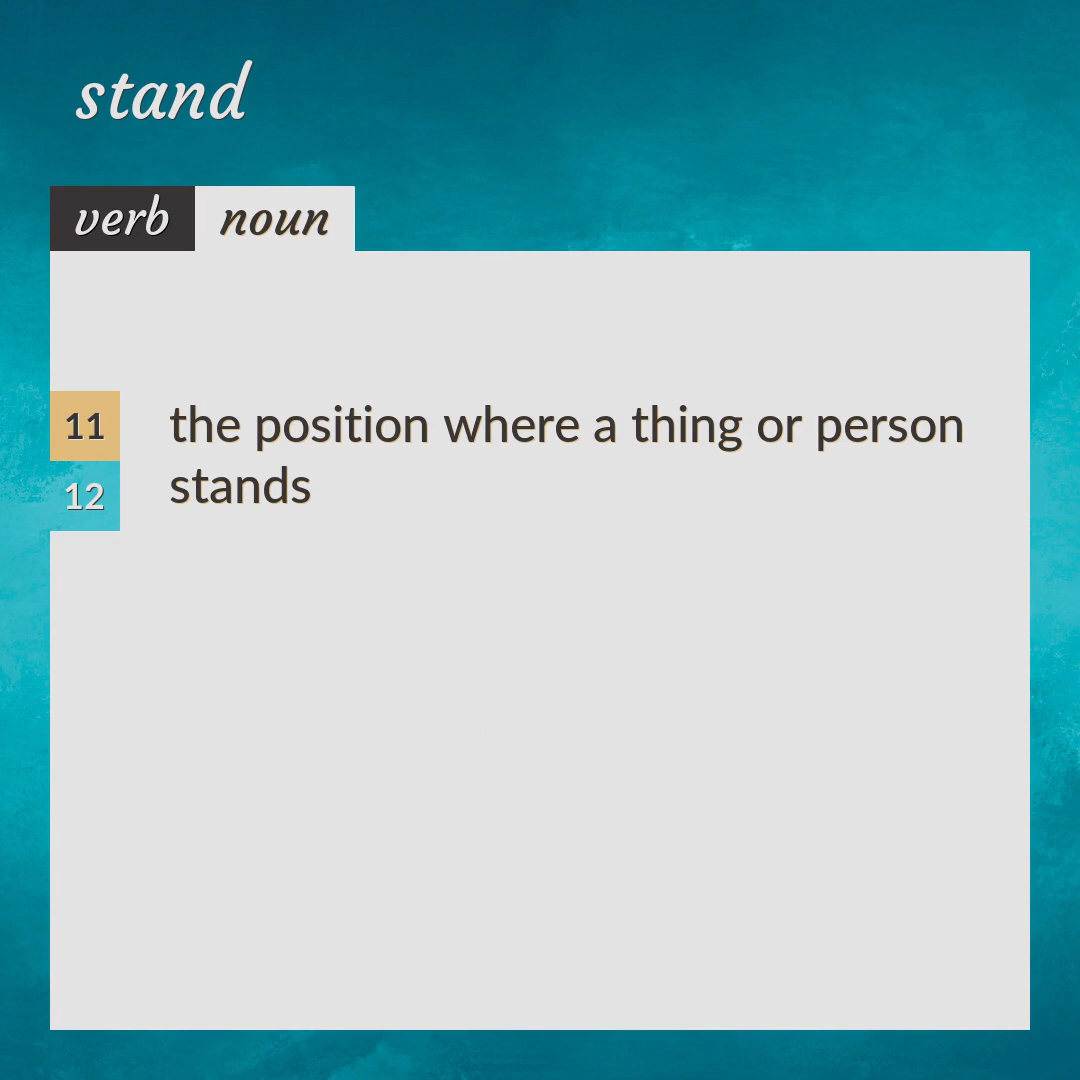 stand
verb noun
11 the position where a thing or person
12 stands